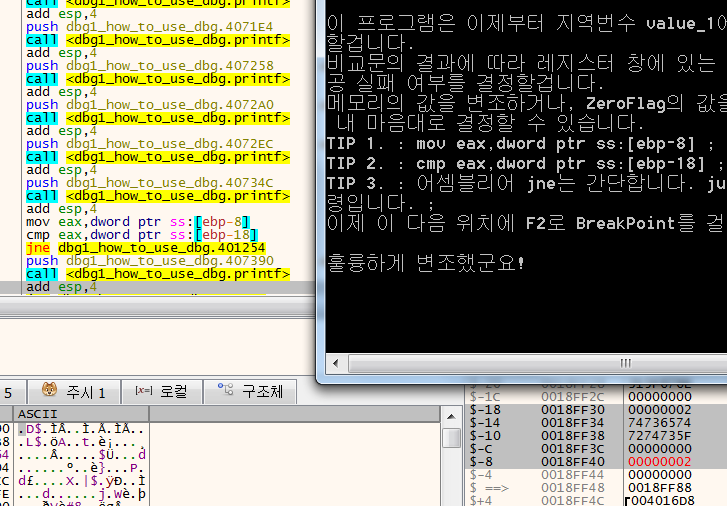 call <dbg1_how_to_use_dbg.printf>
add esp,4
push dbg1_how_to_use_dbg.4071E4
call <dbg1_how_to_use_dbg.printf>
add esp,4
push dbg1_how_to_use_dbg.407258
call <dbg1_how_to_use_dbg.printf>
add esp,4
push dbg1_how_to_use_dbg.4072A0
call <dbg1_how_to_use_dbg.printf>
add esp,4
push dbg1_how_to_use_dbg.4072EC
call <dbg1_how_to_use_dbg.printf>
add esp,4
push dbg1_how_to_use_dbg.40734C
call <dbg1_how_to_use_dbg.printf>
add esp,4
mov eax,dword ptr ss:[ebp-8]
cmp eax,dword ptr ss:[ebp-18]
jne dbg1_how_to_use_dbg.401254
push dbg1_how_to_use_dbg.407390
call <dbg1_how_to_use_dbg.printf>
add esp,4
이 프로그램은 이제부터 지역변수 value_1
할겁니다.
비교문의 결과에 따라 레지스터 창에 있는
공 실패 여부를 결정할겁니다.
메모리의 값을 변조하거나, ZeroFlag의 값을
내 마음대로 결정할 수 있습니다.
TIP 1. : mov eax,dword ptr ss:[ebp-8] ;
TIP 2. : cmp eax,dword ptr ss:[ebp-18] ;
TIP 3. : 어셈블리어 jne는 간단합니다. ju
령입니다. ;
이제 이 다음 위치에 F2로 BreakPoint를 걸
훌륭하게 변조했군요!
5 주시 1 [x=] 로컬 구조체
ASCII
$-1C 0018FF2C 00000000
$-18 0018FF30 00000002
$-14 0018FF34 74736574
$-10 0018FF38 7274735F
$-C 0018FF3C 00000000
$-8 0018FF40 00000002
$-4 0018FF44 00000000
$ ==> 0018FF48 0018FF88
$+4 0018FF4C 004016D8